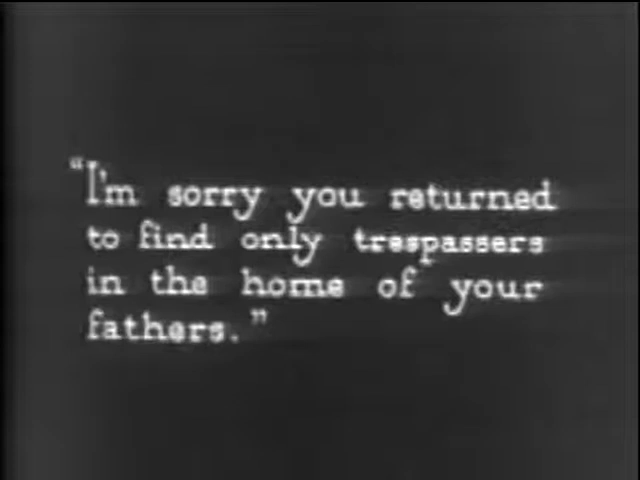 "I'm sorry you returned
to find only trespassers
in the home of your
fathers."